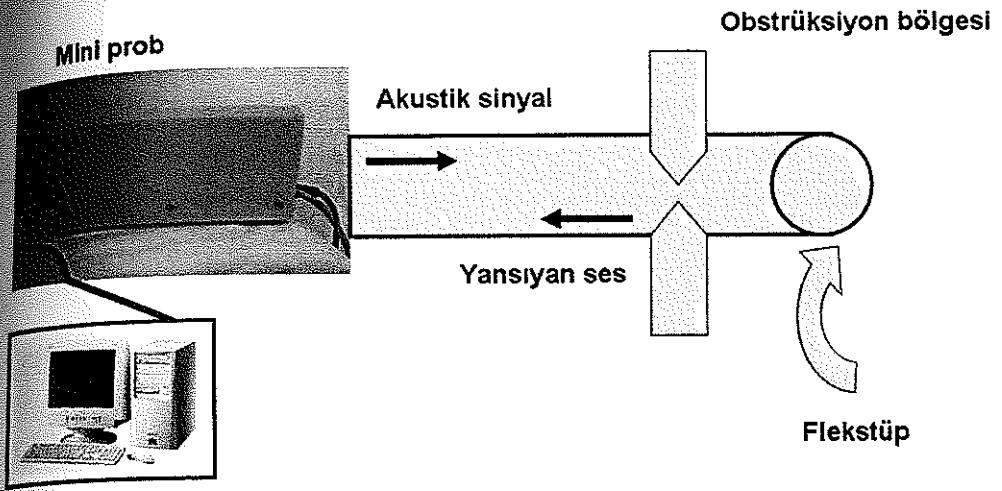 Obstrüksiyon bölgesi
Mini prob
Akustik sinyal
Yansıyan ses
Flekstüp